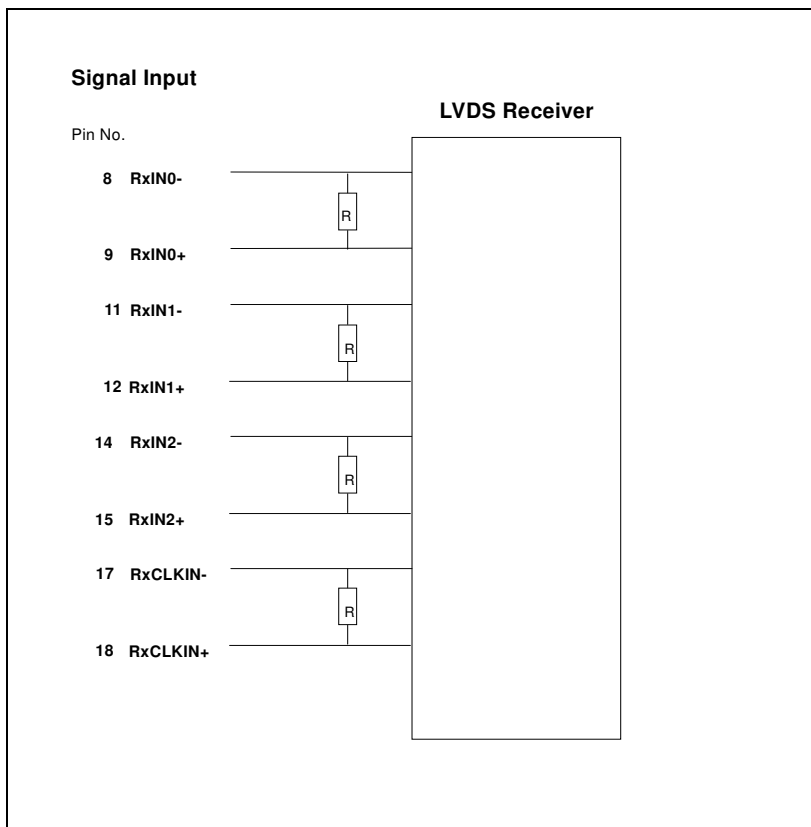 Signal Input
LVDS Receiver
Pin No.
8 RxIN0-
R
9 RxIN0+
11 RxIN1-
R
12 RxIN1+
14 RxIN2-
R
15 RxIN2+
17 RxCLKIN-
R
18 RxCLKIN+